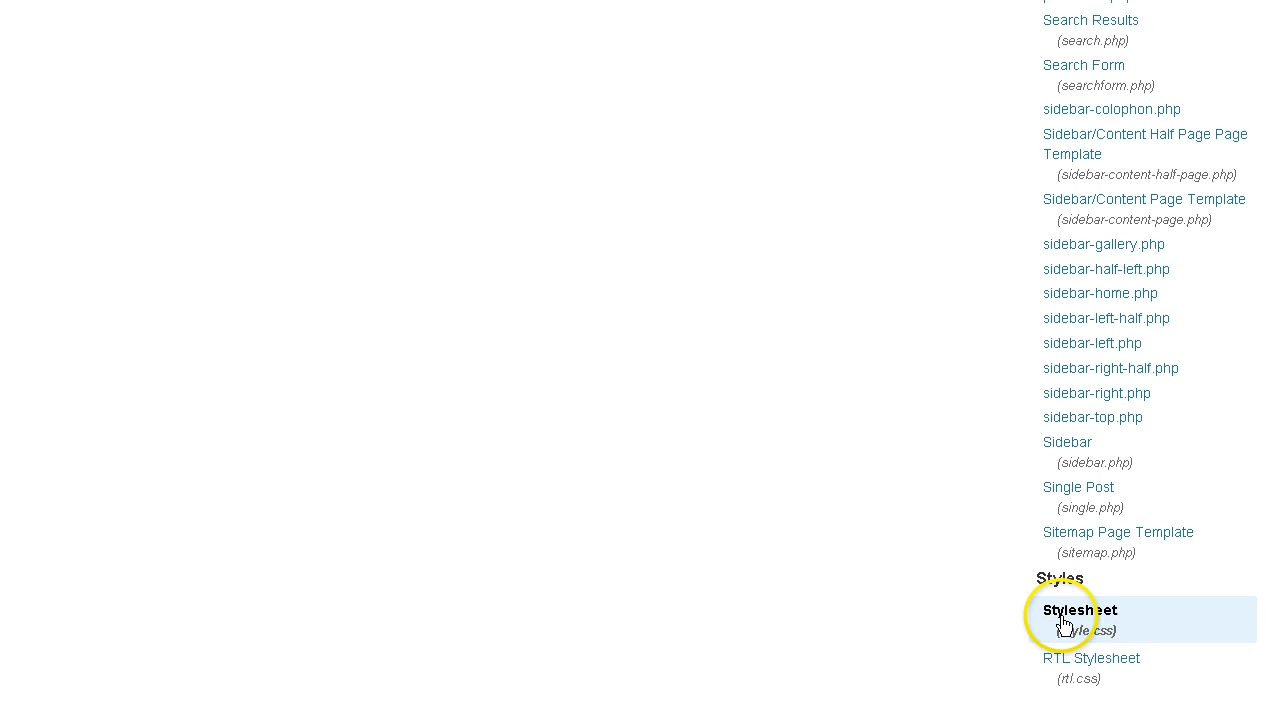 Search Results
(search.php)
Search Form
(searchform.php)
sidebar-colophon.php
Sidebar/Content Half Page Page
Template
(sidebar-content-half-page.php)
Sidebar/Content Page Template
(sidebar-content-page.php)
sidebar-gallery.php
sidebar-half-left.php
sidebar-home.php
sidebar-left-half.php
sidebar-left.php
sidebar-right-half.php
sidebar-right.php
sidebar-top.php
Sidebar
(sidebar.php)
Single Post
(single.php)
Sitemap Page Template
(sitemap.php)
Styles
Stylesheet
(style.css)
RTL Stylesheet
(rtl.css)